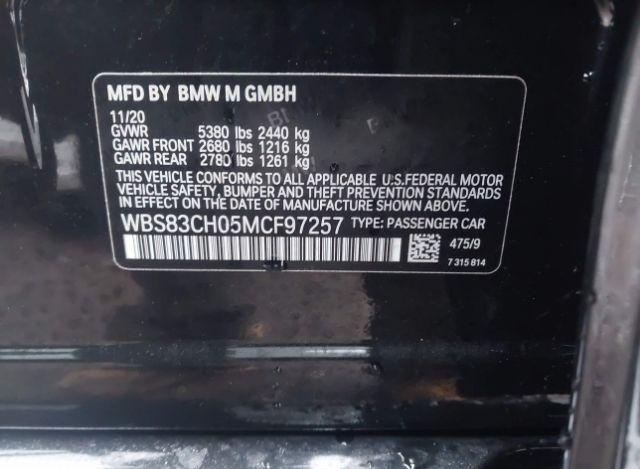 MFD BY BMW M GMBH
11/20
GVWR 5380 lbs 2440 kg
GAWR FRONT 2680 lbs 1216 kg
GAWR REAR 2780 lbs 1261 kg
THIS VEHICLE CONFORMS TO ALL APPLICABLE U.S.FEDERAL MOTOR
VEHICLE SAFETY, BUMPER AND THEFT PREVENTION STANDARDS
IN EFFECT ON THE DATE OF MANUFACTURE SHOWN ABOVE.
WBS83CH05MCF97257 TYPE: PASSENGER CAR
475/9
7 315 814